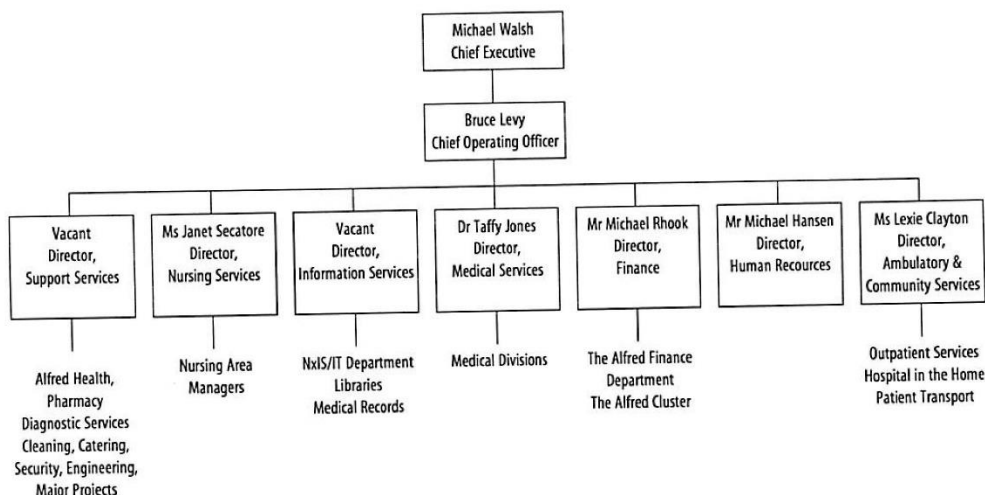 Michael Walsh
Chief Executive
Bruce Levy
Chief Operating Officer
Vacant
Director,
Support Services
Ms Janet Secatore
Director,
Nursing Services
Vacant
Director,
Information Services
Dr Taffy Jones
Director,
Medical Services
Mr Michael Rhook
Director,
Finance
Mr Michael Hansen
Director,
Human Recources
Ms Lexie Clayton
Director,
Ambulatory &
Community Services
Alfred Health,
Pharmacy
Diagnostic Services
Cleaning, Catering,
Security, Engineering,
Major Projects
Nursing Area
Managers
NxIS/IT Department
Libraries
Medical Records
Medical Divisions
The Alfred Finance
Department
The Alfred Cluster
Outpatient Services
Hospital in the Home
Patient Transport